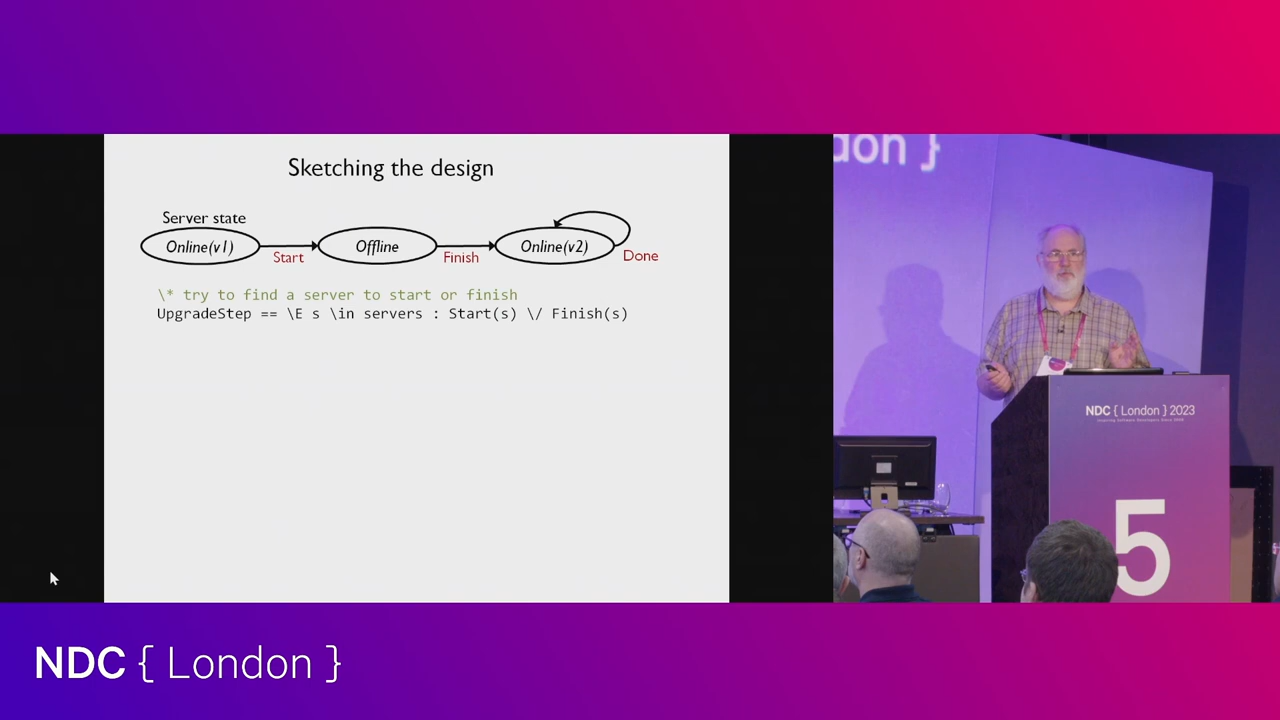 Sketching the design
Server state
Online(v1)
Offline
Online(v2)
Start
Finish
Done
\* try to find a server to start or finish
UpgradeStep == \E s \in servers : Start(s) \/ Finish(s)
don }
NDC { London } 2023
5
NDC { London }